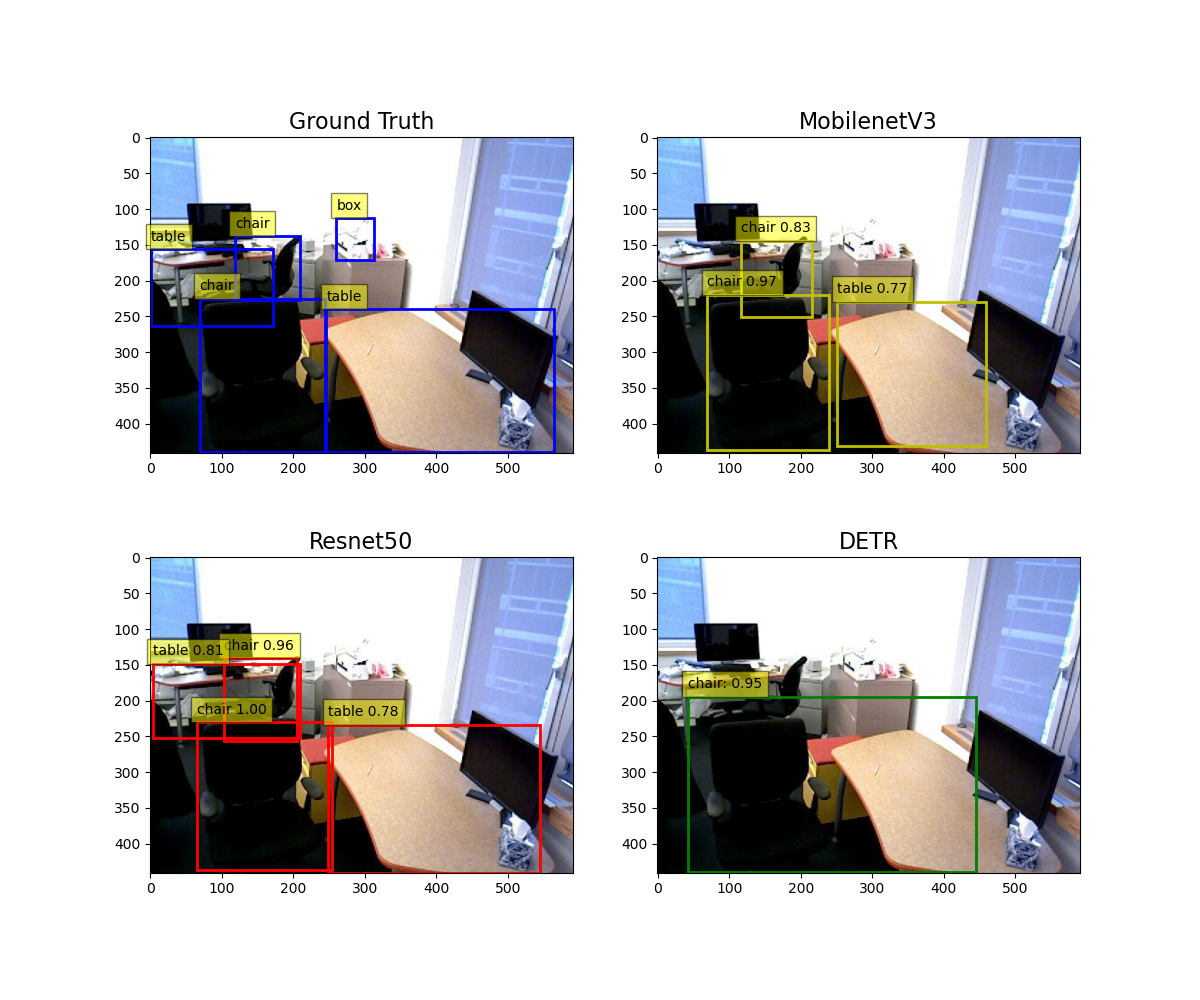 Ground Truth
0
50
100
150
200
250
300
350
400
0 100 200 300 400 500
box
chair
table
chair
table
MobilenetV3
0
50
100
150
200
250
300
350
400
0 100 200 300 400 500
chair 0.83
chair 0.97
table 0.77
Resnet50
0
50
100
150
200
250
300
350
400
0 100 200 300 400 500
table 0.81
chair 0.96
chair 1.00
table 0.78
DETR
0
50
100
150
200
250
300
350
400
0 100 200 300 400 500
chair: 0.95